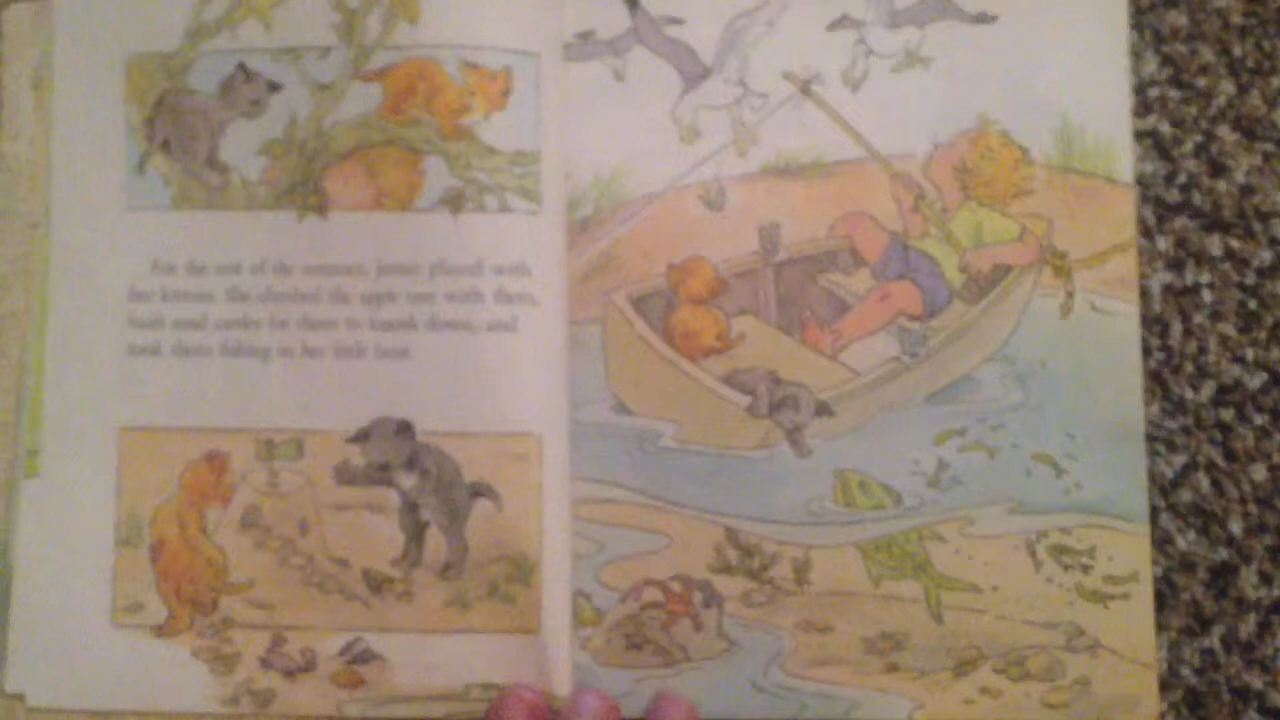 For the rest of the summer, Jenny played with
her kittens. She climbed the apple tree with them,
built sand castles for them to knock down, and
took them fishing in her little boat.